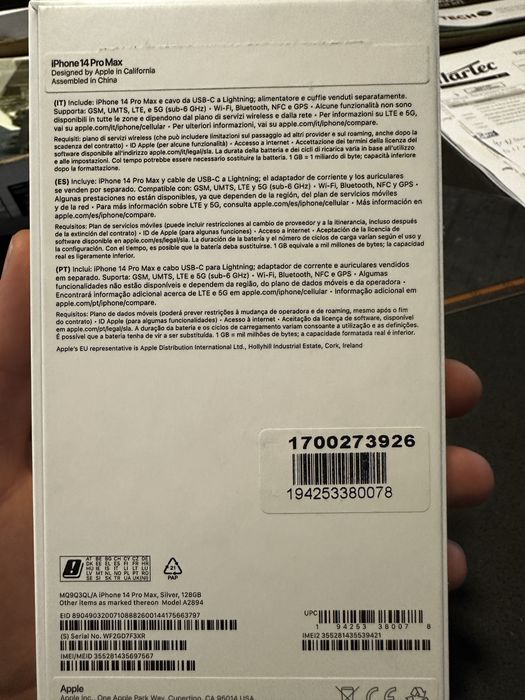 TECH
MarTec
iPhone 14 Pro Max
Designed by Apple in California
Assembled in China
(IT) Include: iPhone 14 Pro Max e cavo da USB-C a Lightning; alimentatore e cuffie venduti separatamente.
Supporta: GSM, UMTS, LTE, e 5G (sub-6 GHz) • Wi-Fi, Bluetooth, NFC e GPS • Alcune funzionalità non sono
disponibili in tutte le zone e dipendono dal piano di servizi wireless e dalla rete • Per informazioni su LTE e 5G,
vai su apple.com/it/iphone/cellular • Per ulteriori informazioni, vai su apple.com/it/iphone/compare.
Requisiti: piano di servizi wireless (che può includere limitazioni sul passaggio ad altri provider e sul roaming, anche dopo la
scadenza del contratto) • ID Apple (per alcune funzionalità) • Accesso a internet • Accettazione dei termini della licenza del
software disponibile all'indirizzo apple.com/it/legal/sla. La durata della batteria e dei cicli di ricarica varia in base all'utilizzo
e alle impostazioni. Col tempo potrebbe essere necessario sostituire la batteria. 1 GB = 1 miliardo di byte; capacità inferiore
dopo la formattazione.
(ES) Incluye: iPhone 14 Pro Max y cable de USB-C a Lightning; el adaptador de corriente y los auriculares
se venden por separado. Compatible con: GSM, UMTS, LTE y 5G (sub-6 GHz) • Wi-Fi, Bluetooth, NFC y GPS •
Algunas prestaciones no están disponibles, ya que dependen de la región, del plan de servicios móviles
y de la red • Para más información sobre LTE y 5G, consulta apple.com/es/iphone/cellular • Más información en
apple.com/es/iphone/compare.
Requisitos: Plan de servicios móviles (puede incluir restricciones al cambio de proveedor y a la itinerancia, incluso después
de la extinción del contrato) • ID de Apple (para algunas funciones) • Acceso a internet • Aceptación de la licencia de
software disponible en apple.com/es/legal/sla. La duración de la batería y el número de ciclos de carga varían según el uso y
la configuración. Con el tiempo, es posible que la batería deba sustituirse. 1 GB equivale a mil millones de bytes; la capacidad
real es ligeramente inferior.
(PT) Inclui: iPhone 14 Pro Max e cabo USB-C para Lightning; adaptador de corrente e auriculares vendidos
em separado. Suporta: GSM, UMTS, LTE e 5G (sub-6 GHz) • Wi-Fi, Bluetooth, NFC e GPS • Algumas
funcionalidades não estão disponíveis e dependem da região, do plano de dados móveis e da operadora •
Encontrará informação adicional acerca de LTE e 5G em apple.com/iphone/cellular • Informação adicional em
apple.com/pt/iphone/compare.
Requisitos: Plano de dados móveis (poderá prever restrições à mudança de operadora e de roaming, mesmo após o fim
do contrato) • ID Apple (para algumas funcionalidades) • Acesso à internet • Aceitação da licença de software, disponível
em apple.com/pt/legal/sla. A duração da bateria e os ciclos de carregamento variam consoante a utilização e as definições.
É possível que a bateria tenha de vir a ser substituída. 1 GB = mil milhões de bytes; a capacidade formatada real é inferior.
Apple's EU representative is Apple Distribution International Ltd., Hollyhill Industrial Estate, Cork, Ireland
1700273926
194253380078
21
PAP
MQ9Q3QL/A iPhone 14 Pro Max, Silver, 128GB
Other items as marked thereon Model A2894
EID 89049032007108882600144175663797
(S) Serial No. WF2GD7F3XR
IMEI/MEID 355281435697567
UPC
1 94253 38007 8
IMEI2 355281435539421
Apple
Apple Inc., One Apple Park Way, Cupertino, CA 95014 USA